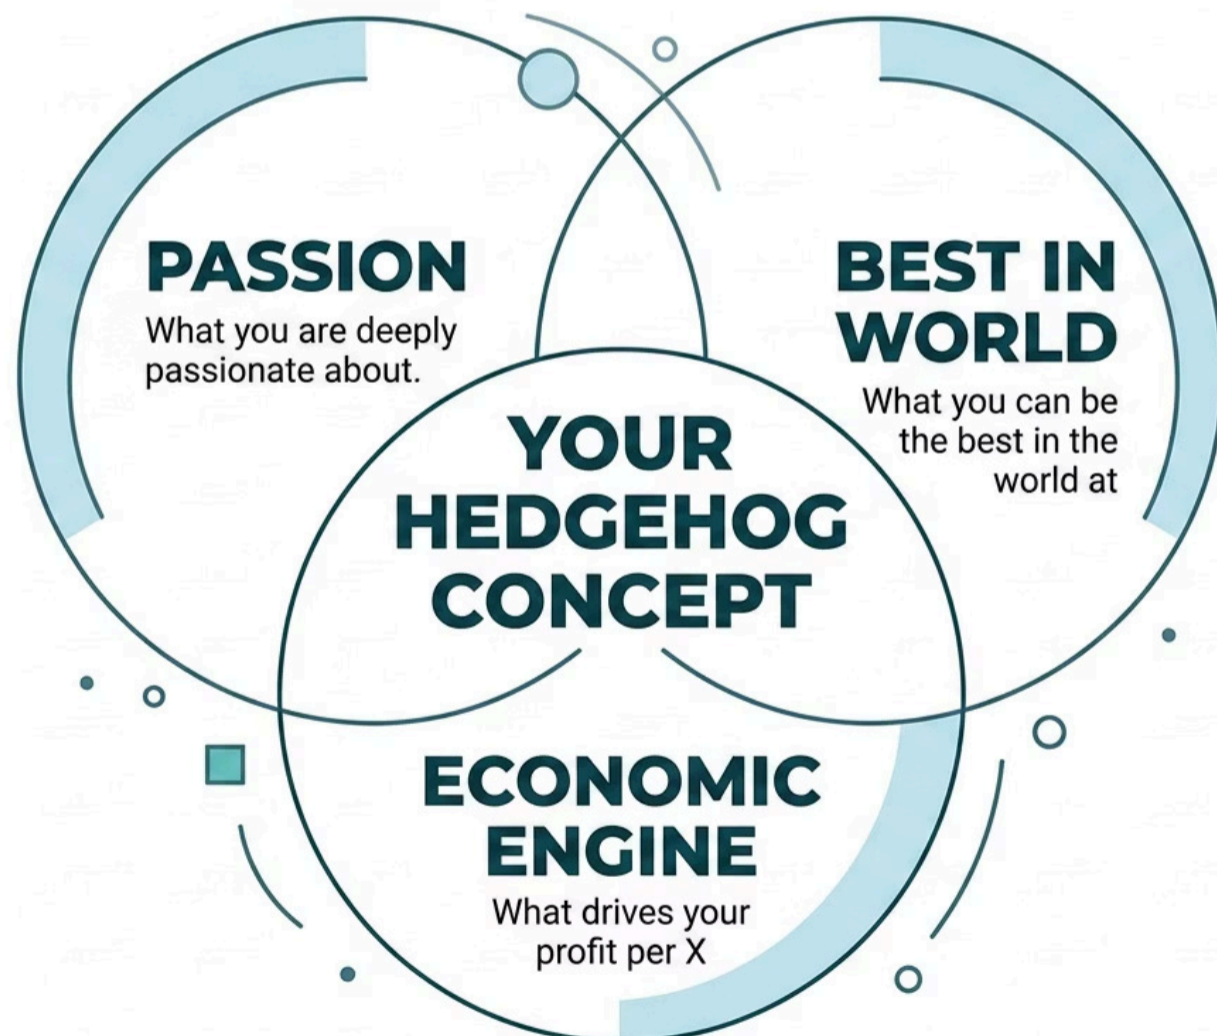 PASSION
What you are deeply
passionate about.
BEST IN
WORLD
What you can be
the best in the
world at
YOUR
HEDGEHOG
CONCEPT
ECONOMIC
ENGINE
What drives your
profit per X